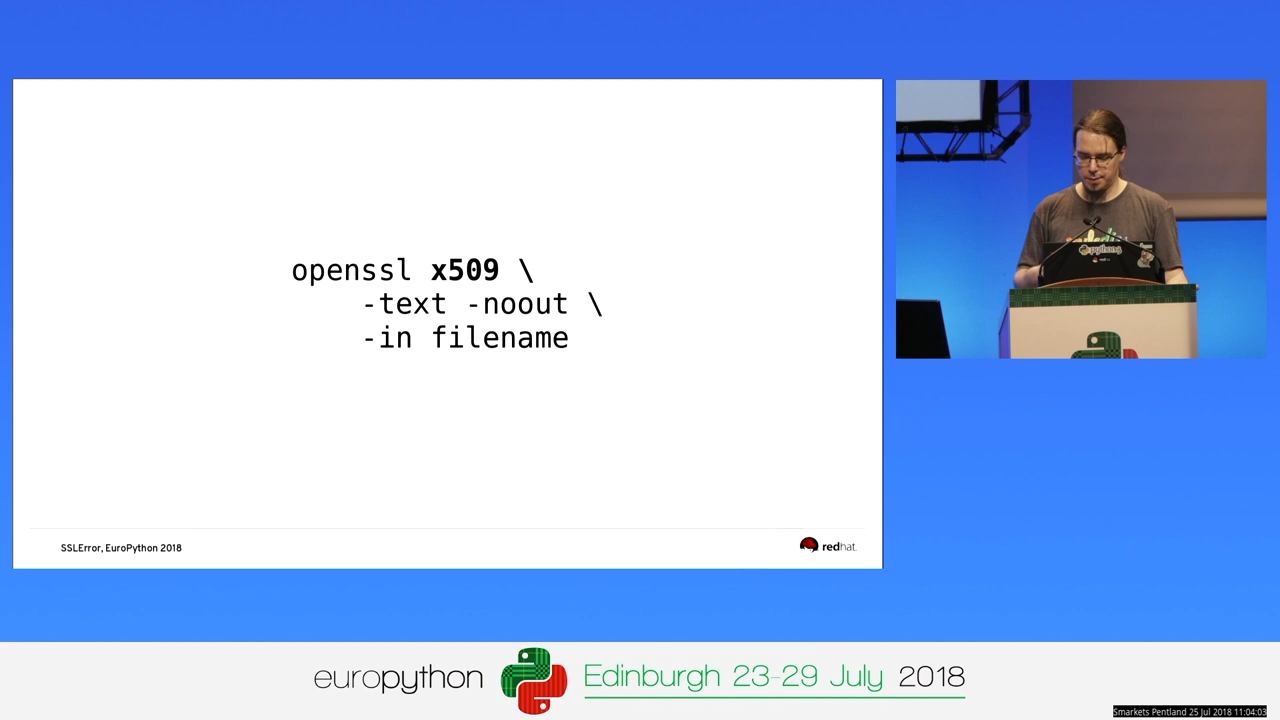 openssl x509 \
-text -noout \
-in filename
SSLError, EuroPython 2018
redhat.
europython
Edinburgh 23-29 July 2018
Smarkets Pentland 25 Jul 2018 11:04:03